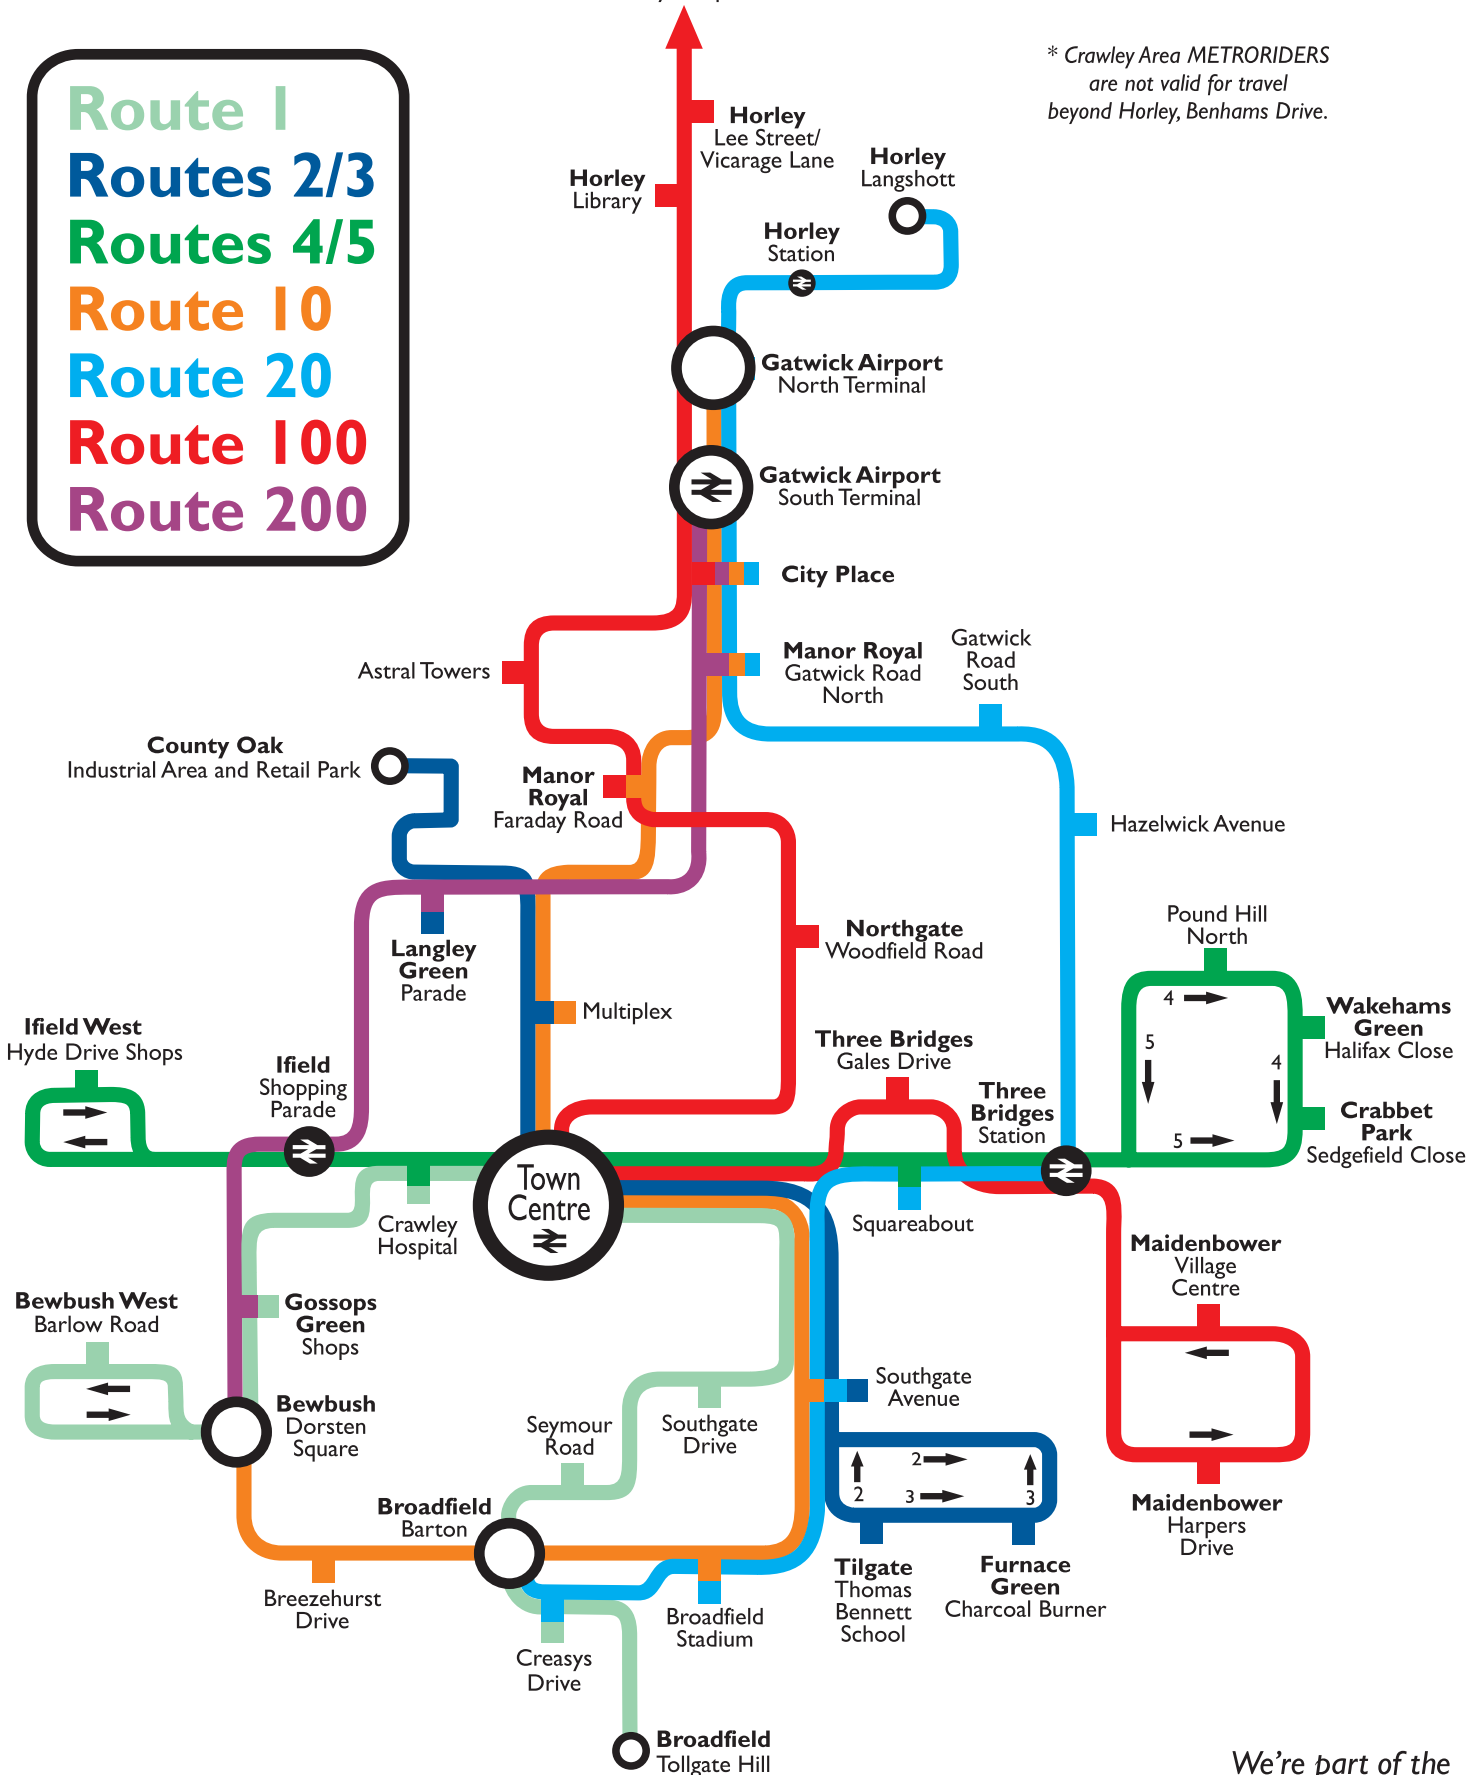 * Crawley Area METRORIDERS
are not valid for travel
beyond Horley, Benhams Drive.
Route 1
Routes 2/3
Routes 4/5
Route 10
Route 20
Route 100
Route 200
Horley
Lee Street/
Vicarage Lane
Horley
Library
Horley
Langshott
Horley
Station
Gatwick Airport
North Terminal
Gatwick Airport
South Terminal
City Place
Astral Towers
Manor Royal
Gatwick Road
North
Gatwick
Road
South
County Oak
Industrial Area and Retail Park
Manor
Royal
Faraday Road
Hazelwick Avenue
Langley
Green
Parade
Northgate
Woodfield Road
Pound Hill
North
Multiplex
4
5
4
5
Wakehams
Green
Halifax Close
Crabbet
Park
Sedgefield Close
Ifield West
Hyde Drive Shops
Ifield
Shopping
Parade
Three Bridges
Gales Drive
Three
Bridges
Station
Town
Centre
Crawley
Hospital
Squareabout
Maidenbower
Village
Centre
Bewbush West
Barlow Road
Gossops
Green
Shops
Bewbush
Dorsten
Square
Seymour
Road
Southgate
Drive
Southgate
Avenue
2
2
3
3
Broadfield
Barton
Maidenbower
Harpers
Drive
Breezehurst
Drive
Broadfield
Stadium
Tilgate
Thomas
Bennett
School
Furnace
Green
Charcoal Burner
Creasys
Drive
Broadfield
Tollgate Hill
We're part of the